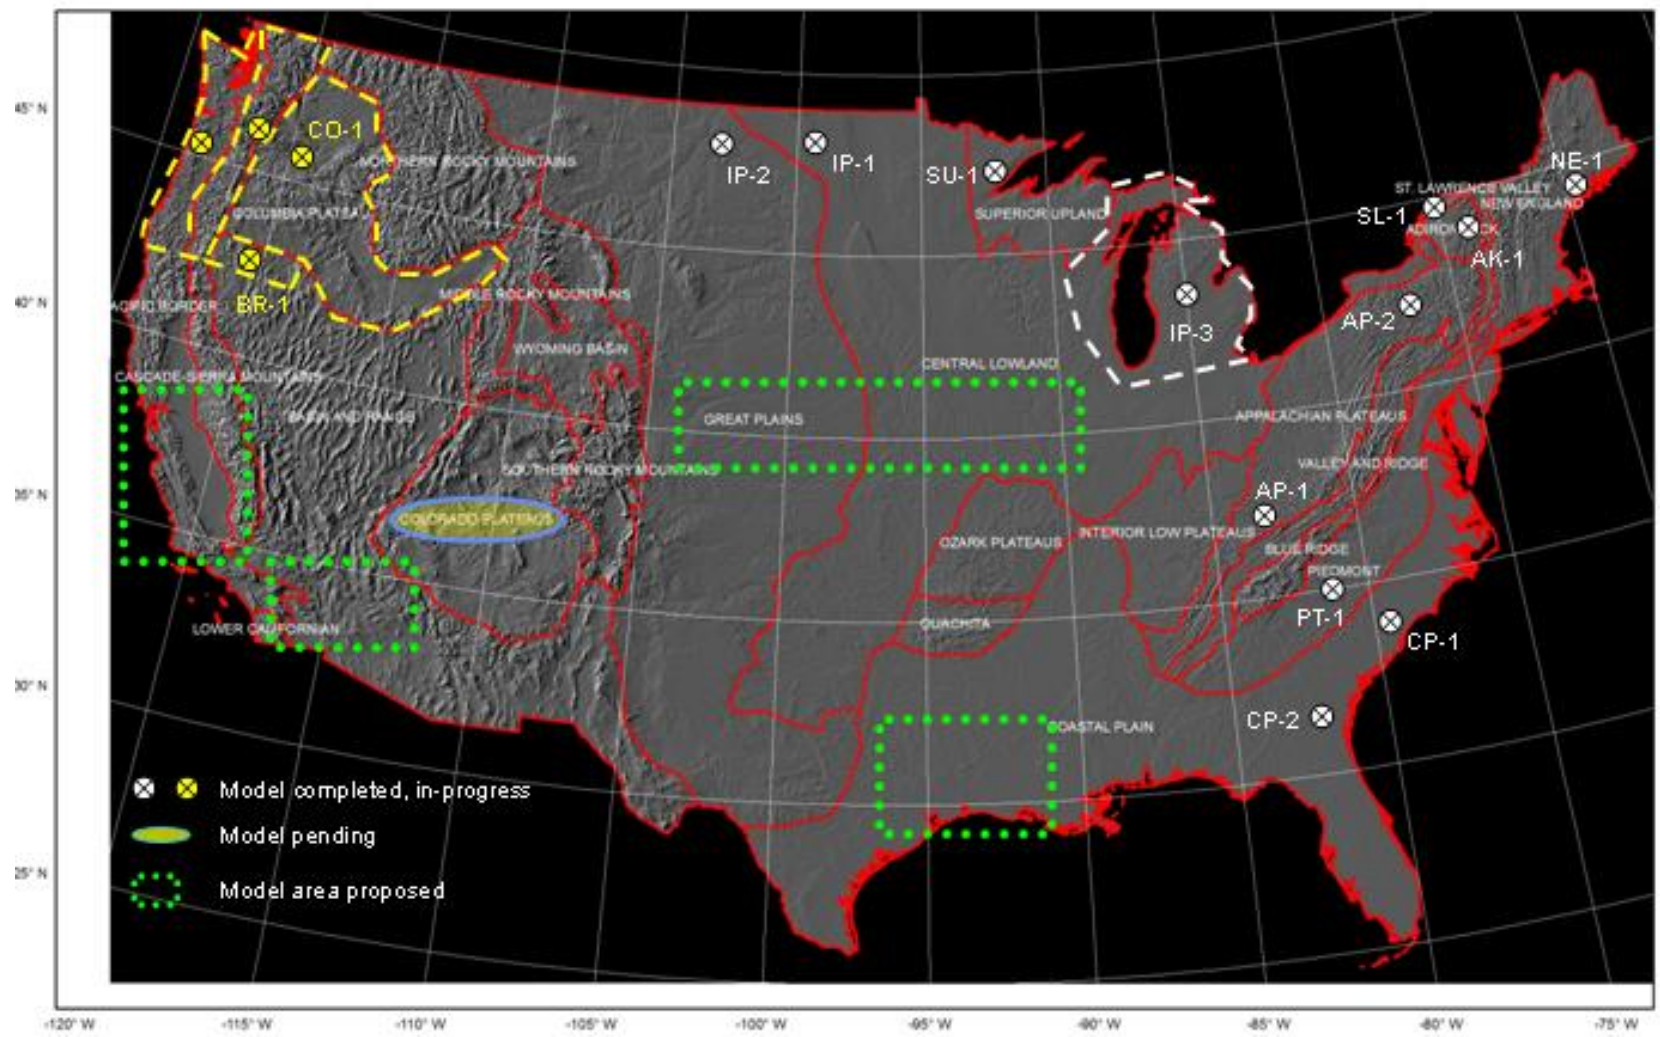 45° N
40° N
35° N
30° N
25° N
CO-1
NORTHERN ROCKY MOUNTAINS
IP-2
IP-1
SU-1
NE-1
ST. LAWRENCE VALLEY
NEW ENGLAND
SL-1
ADIRONDACK
AK-1
COLUMBIA PLATEA
SUPERIOR UPLAND
BR-1
MIDDLE ROCKY MOUNTAINS
ACIFIC BORDER
AP-2
IP-3
WYOMING BASIN
CENTRAL LOWLAND
CASCADE-SIERRA MOUNTAINS
BASIN AND RANGE
GREAT PLAINS
APPALACHIAN PLATEAUS
SOUTHERN ROCKY MOUNTAINS
VALLEY AND RIDGE
AP-1
COLORADO PLATEAUS
OZARK PLATEAUS
INTERIOR LOW PLATEAUS
BLUE RIDGE
PIEDMONT
PT-1
LOWER CALIFORNIAN
OUACHITA
CP-1
CP-2
COASTAL PLAIN
Model completed, in-progress
Model pending
Model area proposed
-120° W
-115° W
-110° W
-105° W
-100° W
-95° W
-90° W
-85° W
-80° W
-75° W